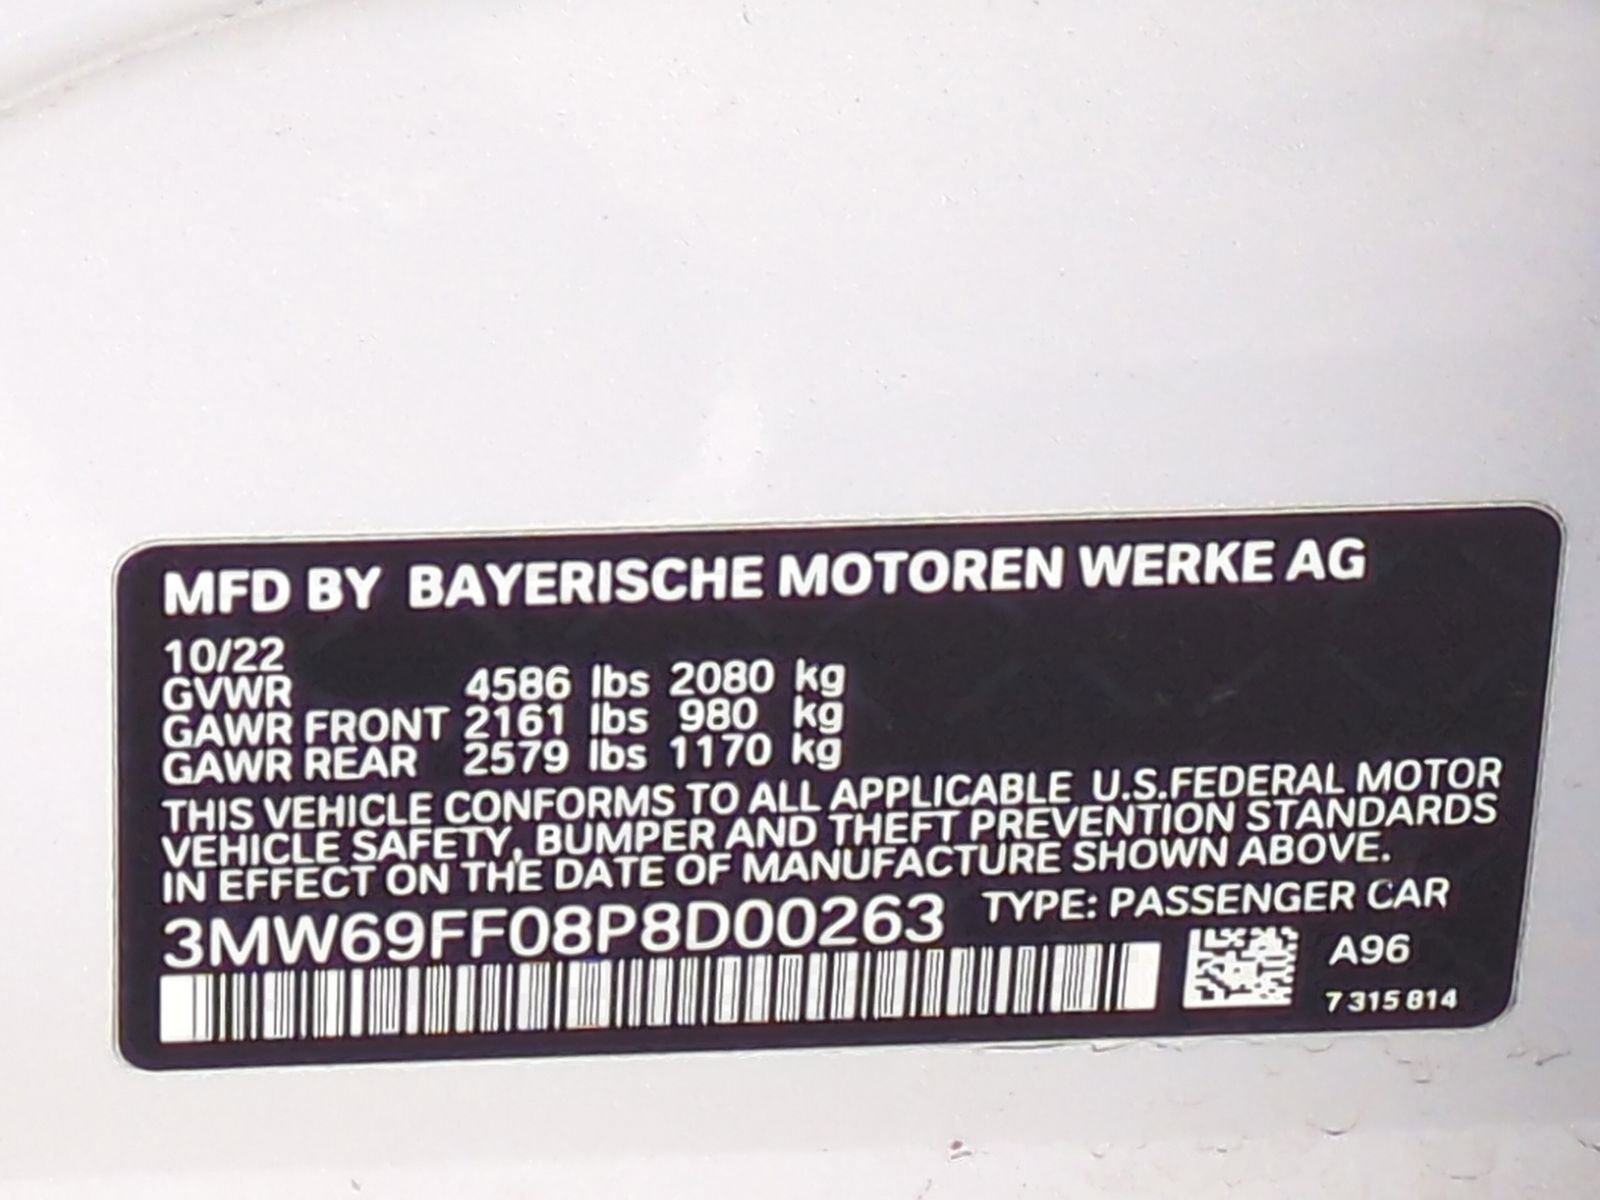 MFD BY BAYERISCHE MOTOREN WERKE AG
10/22
GVWR 4586 lbs 2080 kg
GAWR FRONT 2161 lbs 980 kg
GAWR REAR 2579 lbs 1170 kg
THIS VEHICLE CONFORMS TO ALL APPLICABLE U.S.FEDERAL MOTOR
VEHICLE SAFETY, BUMPER AND THEFT PREVENTION STANDARDS
IN EFFECT ON THE DATE OF MANUFACTURE SHOWN ABOVE.
3MW69FF08P8D00263 TYPE: PASSENGER CAR
A96
7 315 814